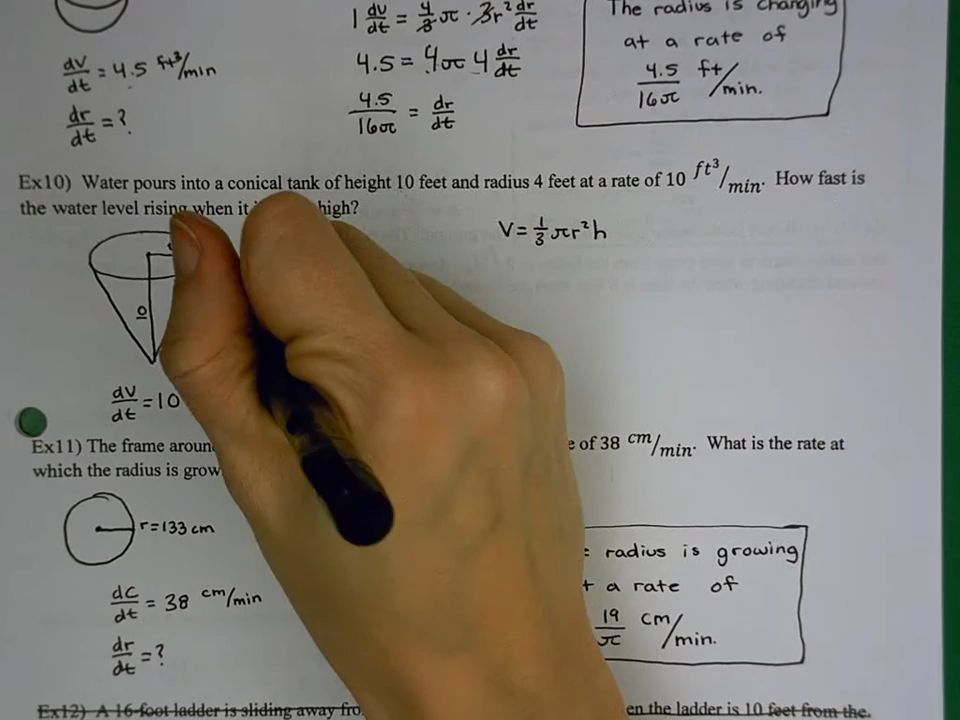 1 dV/dt = 4/3 π · 3r² dr/dt
dV/dt = 4.5 ft³/min
4.5 = 4π 4 dr/dt
dr/dt = ?
4.5/16π = dr/dt
The radius is changing
at a rate of
4.5/16π ft/min.
Ex10) Water pours into a conical tank of height 10 feet and radius 4 feet at a rate of 10 ft³/min. How fast is
the water level rising when it high?
V = 1/3 πr²h
10
dV/dt = 10
Ex11) The frame e of 38 cm/min. What is the rate at
which the radius is
r = 133 cm
dC/dt = 38 cm/min
dr/dt = ?
radius is growing
a rate of
19/π cm/min.
Ex12) A 16-foot ladder is sliding away the ladder is 10 feet from the.